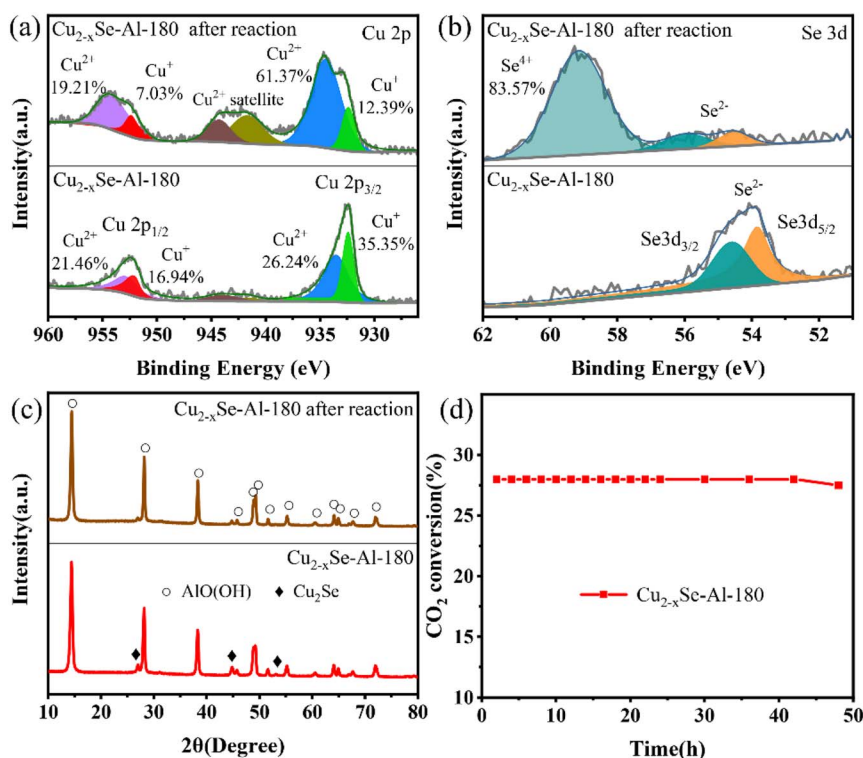 (a)
Cu2-xSe-Al-180 after reaction
Cu 2p
Cu2+
19.21%
Cu+
7.03%
Cu2+ satellite
Cu2+
61.37%
Cu+
12.39%
Cu2-xSe-Al-180
Cu 2p3/2
Cu 2p1/2
Cu2+
21.46%
Cu+
16.94%
Cu2+
26.24%
Cu+
35.35%
Intensity(a.u.)
960 955 950 945 940 935 930
Binding Energy (eV)
(b)
Cu2-xSe-Al-180 after reaction
Se 3d
Se4+
83.57%
Se2-
Cu2-xSe-Al-180
Se2-
Se3d3/2
Se3d5/2
Intensity(a.u.)
62 60 58 56 54 52
Binding Energy (eV)
(c)
Cu2-xSe-Al-180 after reaction
Cu2-xSe-Al-180
○ AlO(OH) ♦ Cu2Se
Intensity(a.u.)
10 20 30 40 50 60 70 80
2θ(Degree)
(d)
CO2 conversion(%)
35
30
25
20
15
10
Cu2-xSe-Al-180
0 10 20 30 40 50
Time(h)